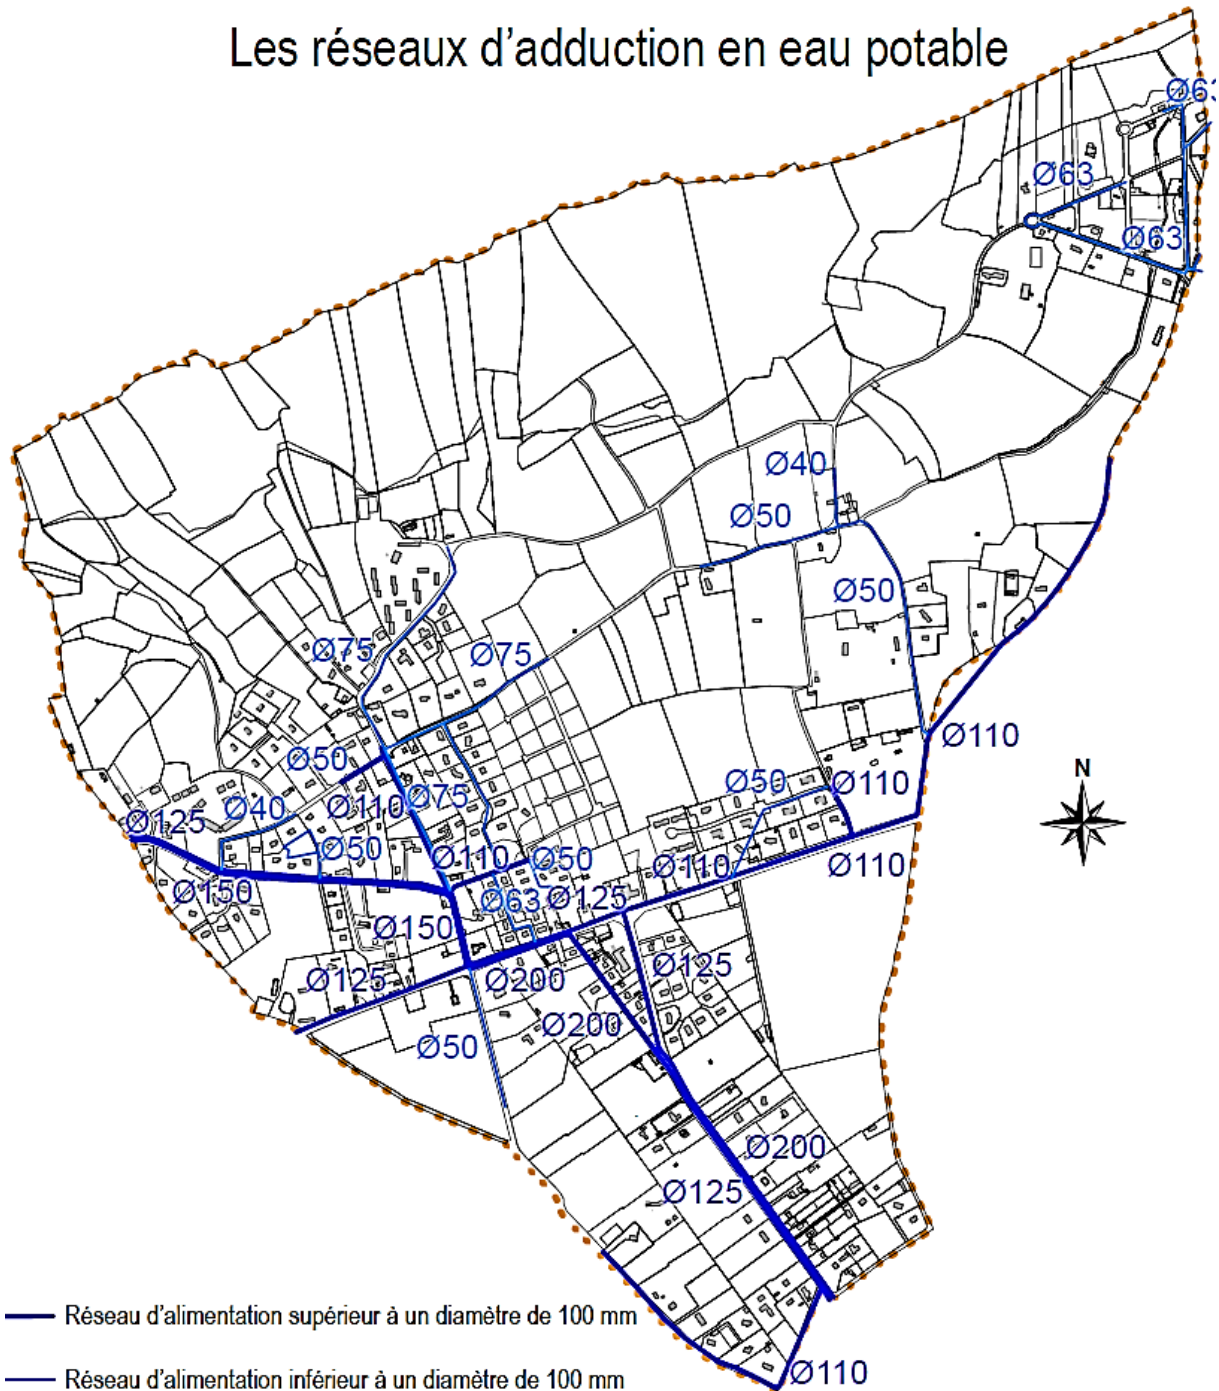 Les réseaux d'adduction en eau potable
Ø63
Ø63
Ø63
Ø40
Ø50
Ø50
Ø75
Ø75
Ø110
Ø50
Ø50
Ø110
N
Ø40
Ø110
Ø75
Ø125
Ø50
Ø110
Ø50
Ø110
Ø110
Ø150
Ø63
Ø125
Ø150
Ø125
Ø200
Ø125
Ø200
Ø50
Ø200
Ø125
Réseau d'alimentation supérieur à un diamètre de 100 mm
Réseau d'alimentation inférieur à un diamètre de 100 mm
Ø110